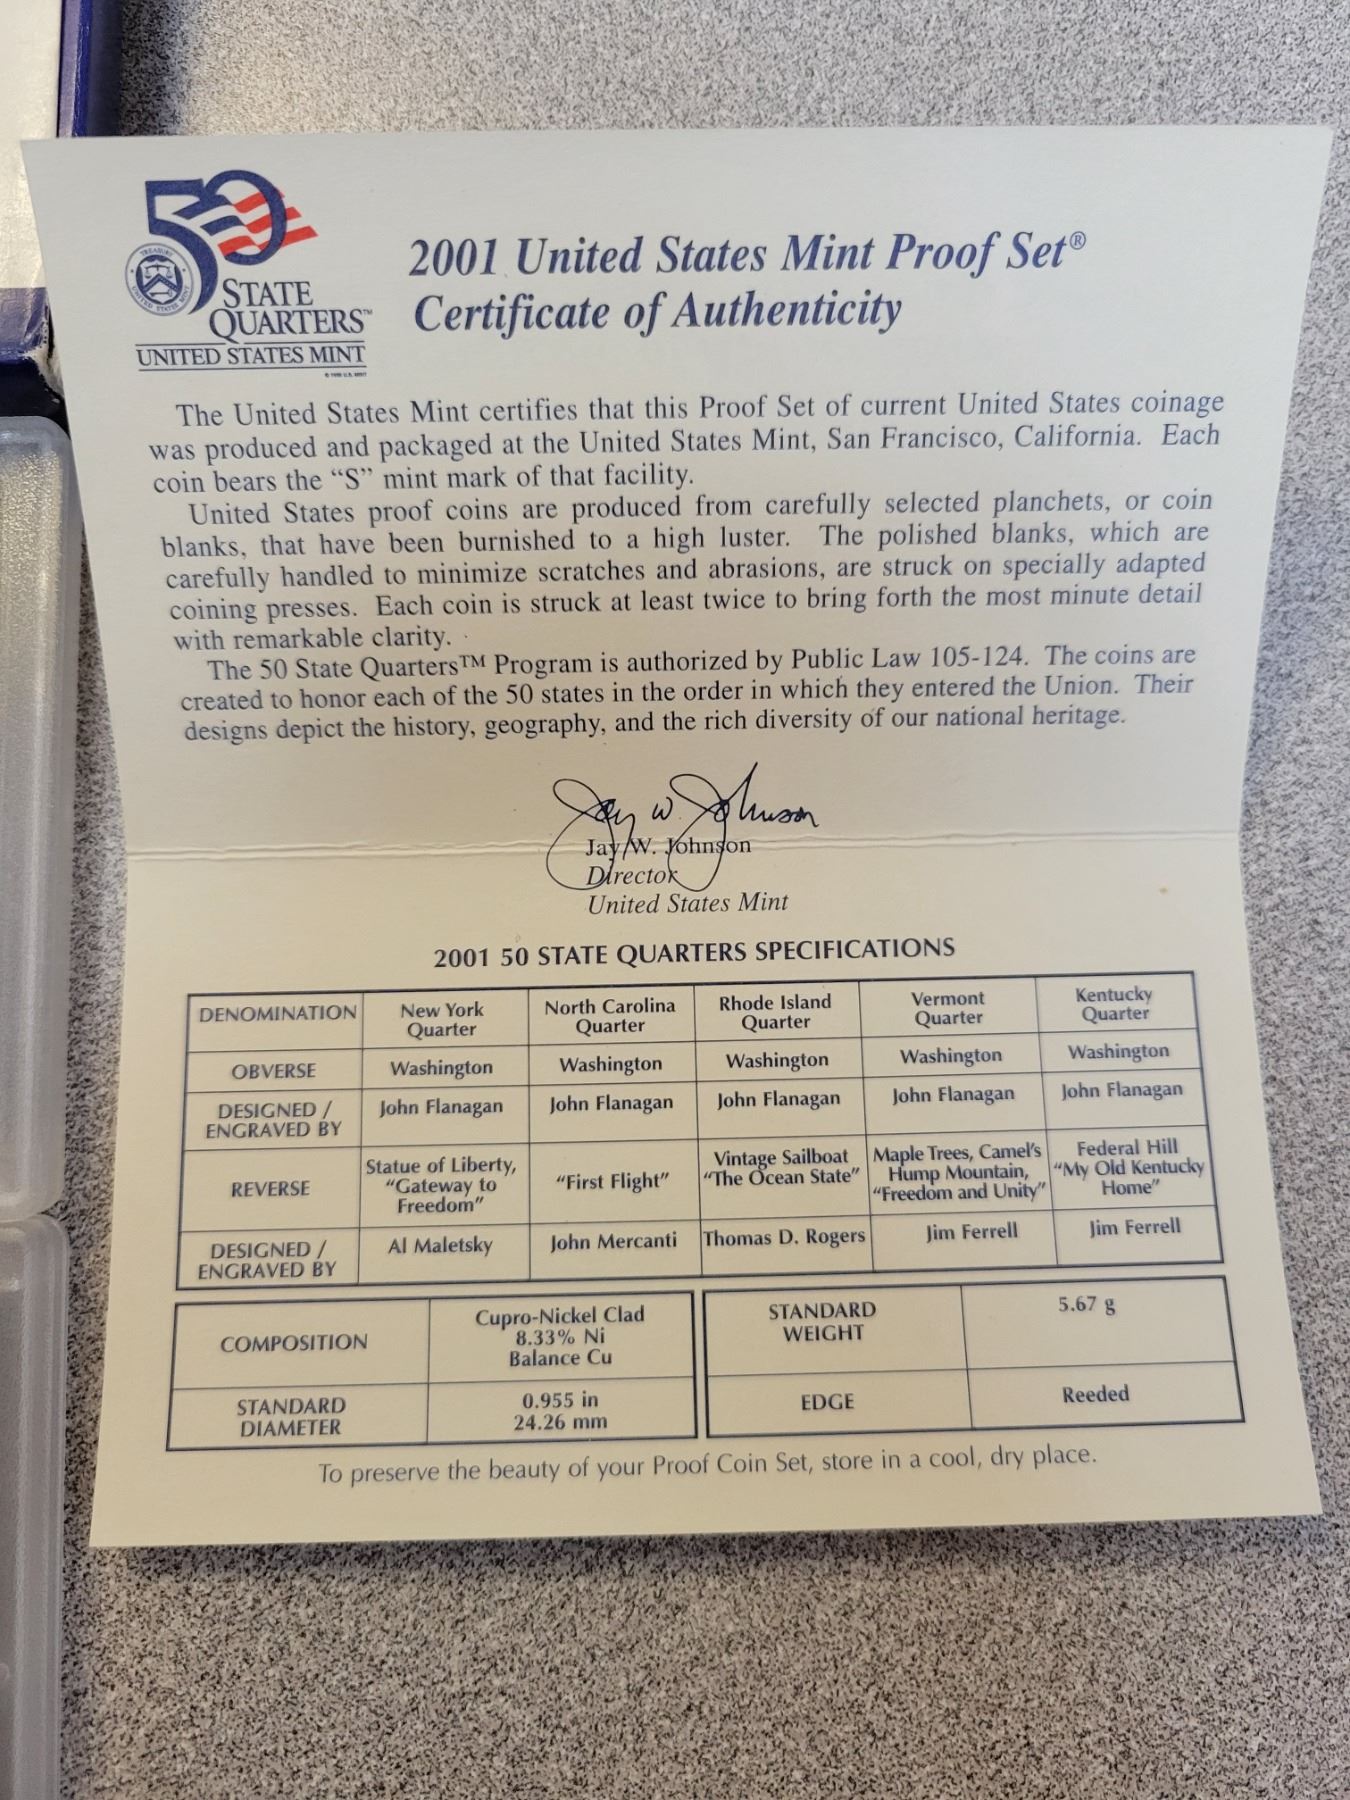 50
STATE
QUARTERS™
UNITED STATES MINT
2001 United States Mint Proof Set®
Certificate of Authenticity
The United States Mint certifies that this Proof Set of current United States coinage
was produced and packaged at the United States Mint, San Francisco, California. Each
coin bears the “S” mint mark of that facility.
United States proof coins are produced from carefully selected planchets, or coin
blanks, that have been burnished to a high luster. The polished blanks, which are
carefully handled to minimize scratches and abrasions, are struck on specially adapted
coining presses. Each coin is struck at least twice to bring forth the most minute detail
with remarkable clarity.
The 50 State Quarters™ Program is authorized by Public Law 105-124. The coins are
created to honor each of the 50 states in the order in which they entered the Union. Their
designs depict the history, geography, and the rich diversity of our national heritage.
Jay W. Johnson
Jay W. Johnson
Director
United States Mint
2001 50 STATE QUARTERS SPECIFICATIONS
DENOMINATION
New York
Quarter
North Carolina
Quarter
Rhode Island
Quarter
Vermont
Quarter
Kentucky
Quarter
OBVERSE
Washington
Washington
Washington
Washington
Washington
DESIGNED /
ENGRAVED BY
John Flanagan
John Flanagan
John Flanagan
John Flanagan
John Flanagan
REVERSE
Statue of Liberty,
“Gateway to
Freedom”
“First Flight”
Vintage Sailboat
“The Ocean State”
Maple Trees, Camel’s
Hump Mountain,
“Freedom and Unity”
Federal Hill
“My Old Kentucky
Home”
DESIGNED /
ENGRAVED BY
Al Maletsky
John Mercanti
Thomas D. Rogers
Jim Ferrell
Jim Ferrell
COMPOSITION
Cupro-Nickel Clad
8.33% Ni
Balance Cu
STANDARD
WEIGHT
5.67 g
STANDARD
DIAMETER
0.955 in
24.26 mm
EDGE
Reeded
To preserve the beauty of your Proof Coin Set, store in a cool, dry place.